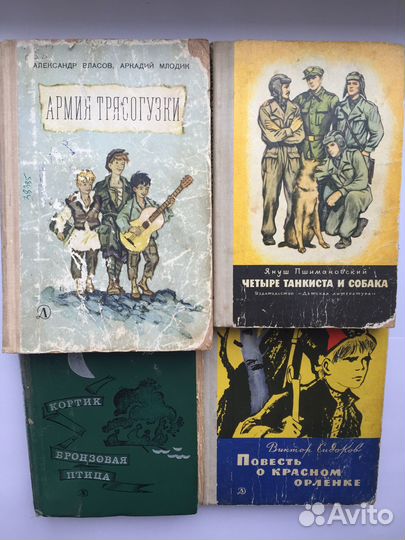 АЛЕКСАНДР ВЛАСОВ, АРКАДИЙ МЛОДИК
АРМИЯ ТРЯСОГУЗКИ
Януш Пшимановский
ЧЕТЫРЕ ТАНКИСТА И СОБАКА
Издательство «Детская литература»
КОРТИК
БРОНЗОВАЯ
ПТИЦА
Виктор Сидоров
ПОВЕСТЬ
О КРАСНОМ
ОРЛЁНКЕ
Avito